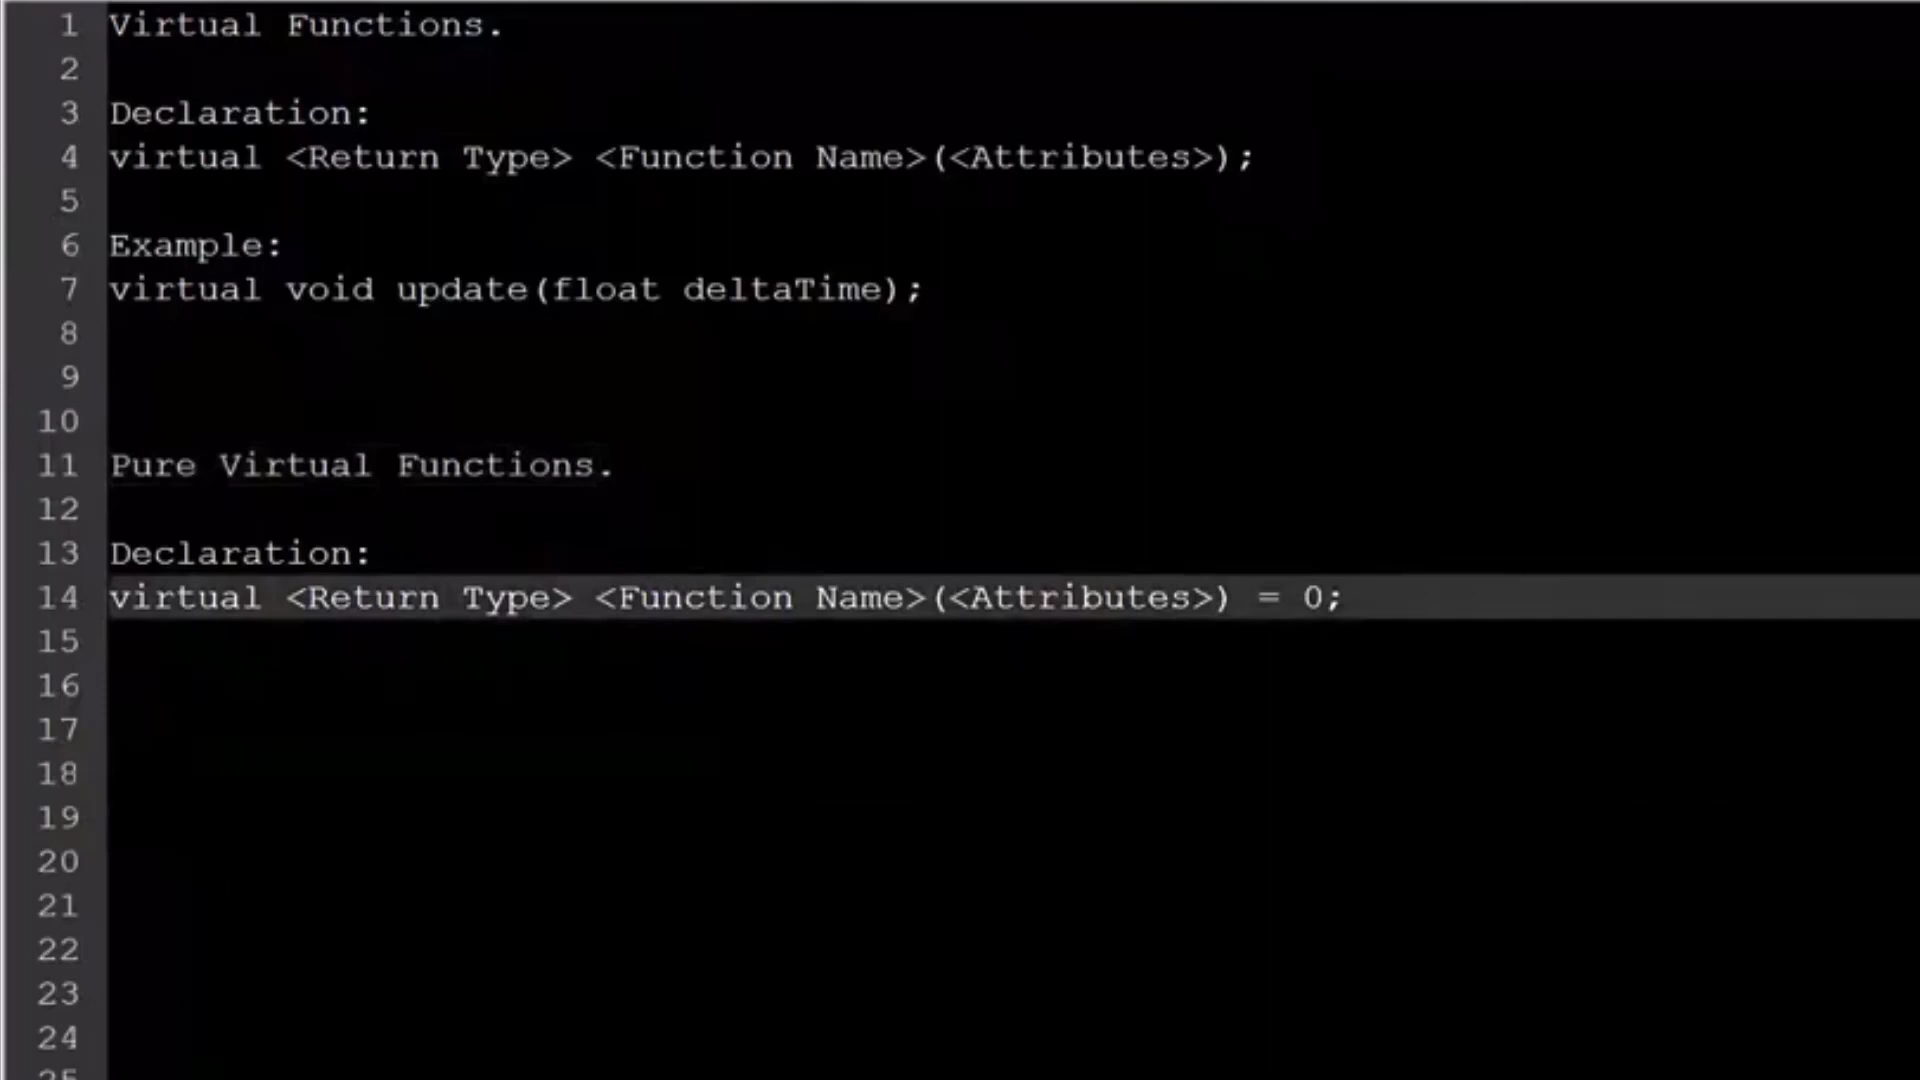 1 Virtual Functions.
2
3 Declaration:
4 virtual <Return Type> <Function Name>(<Attributes>);
5
6 Example:
7 virtual void update(float deltaTime);
8
9
10
11 Pure Virtual Functions.
12
13 Declaration:
14 virtual <Return Type> <Function Name>(<Attributes>) = 0;
15
16
17
18
19
20
21
22
23
24
25